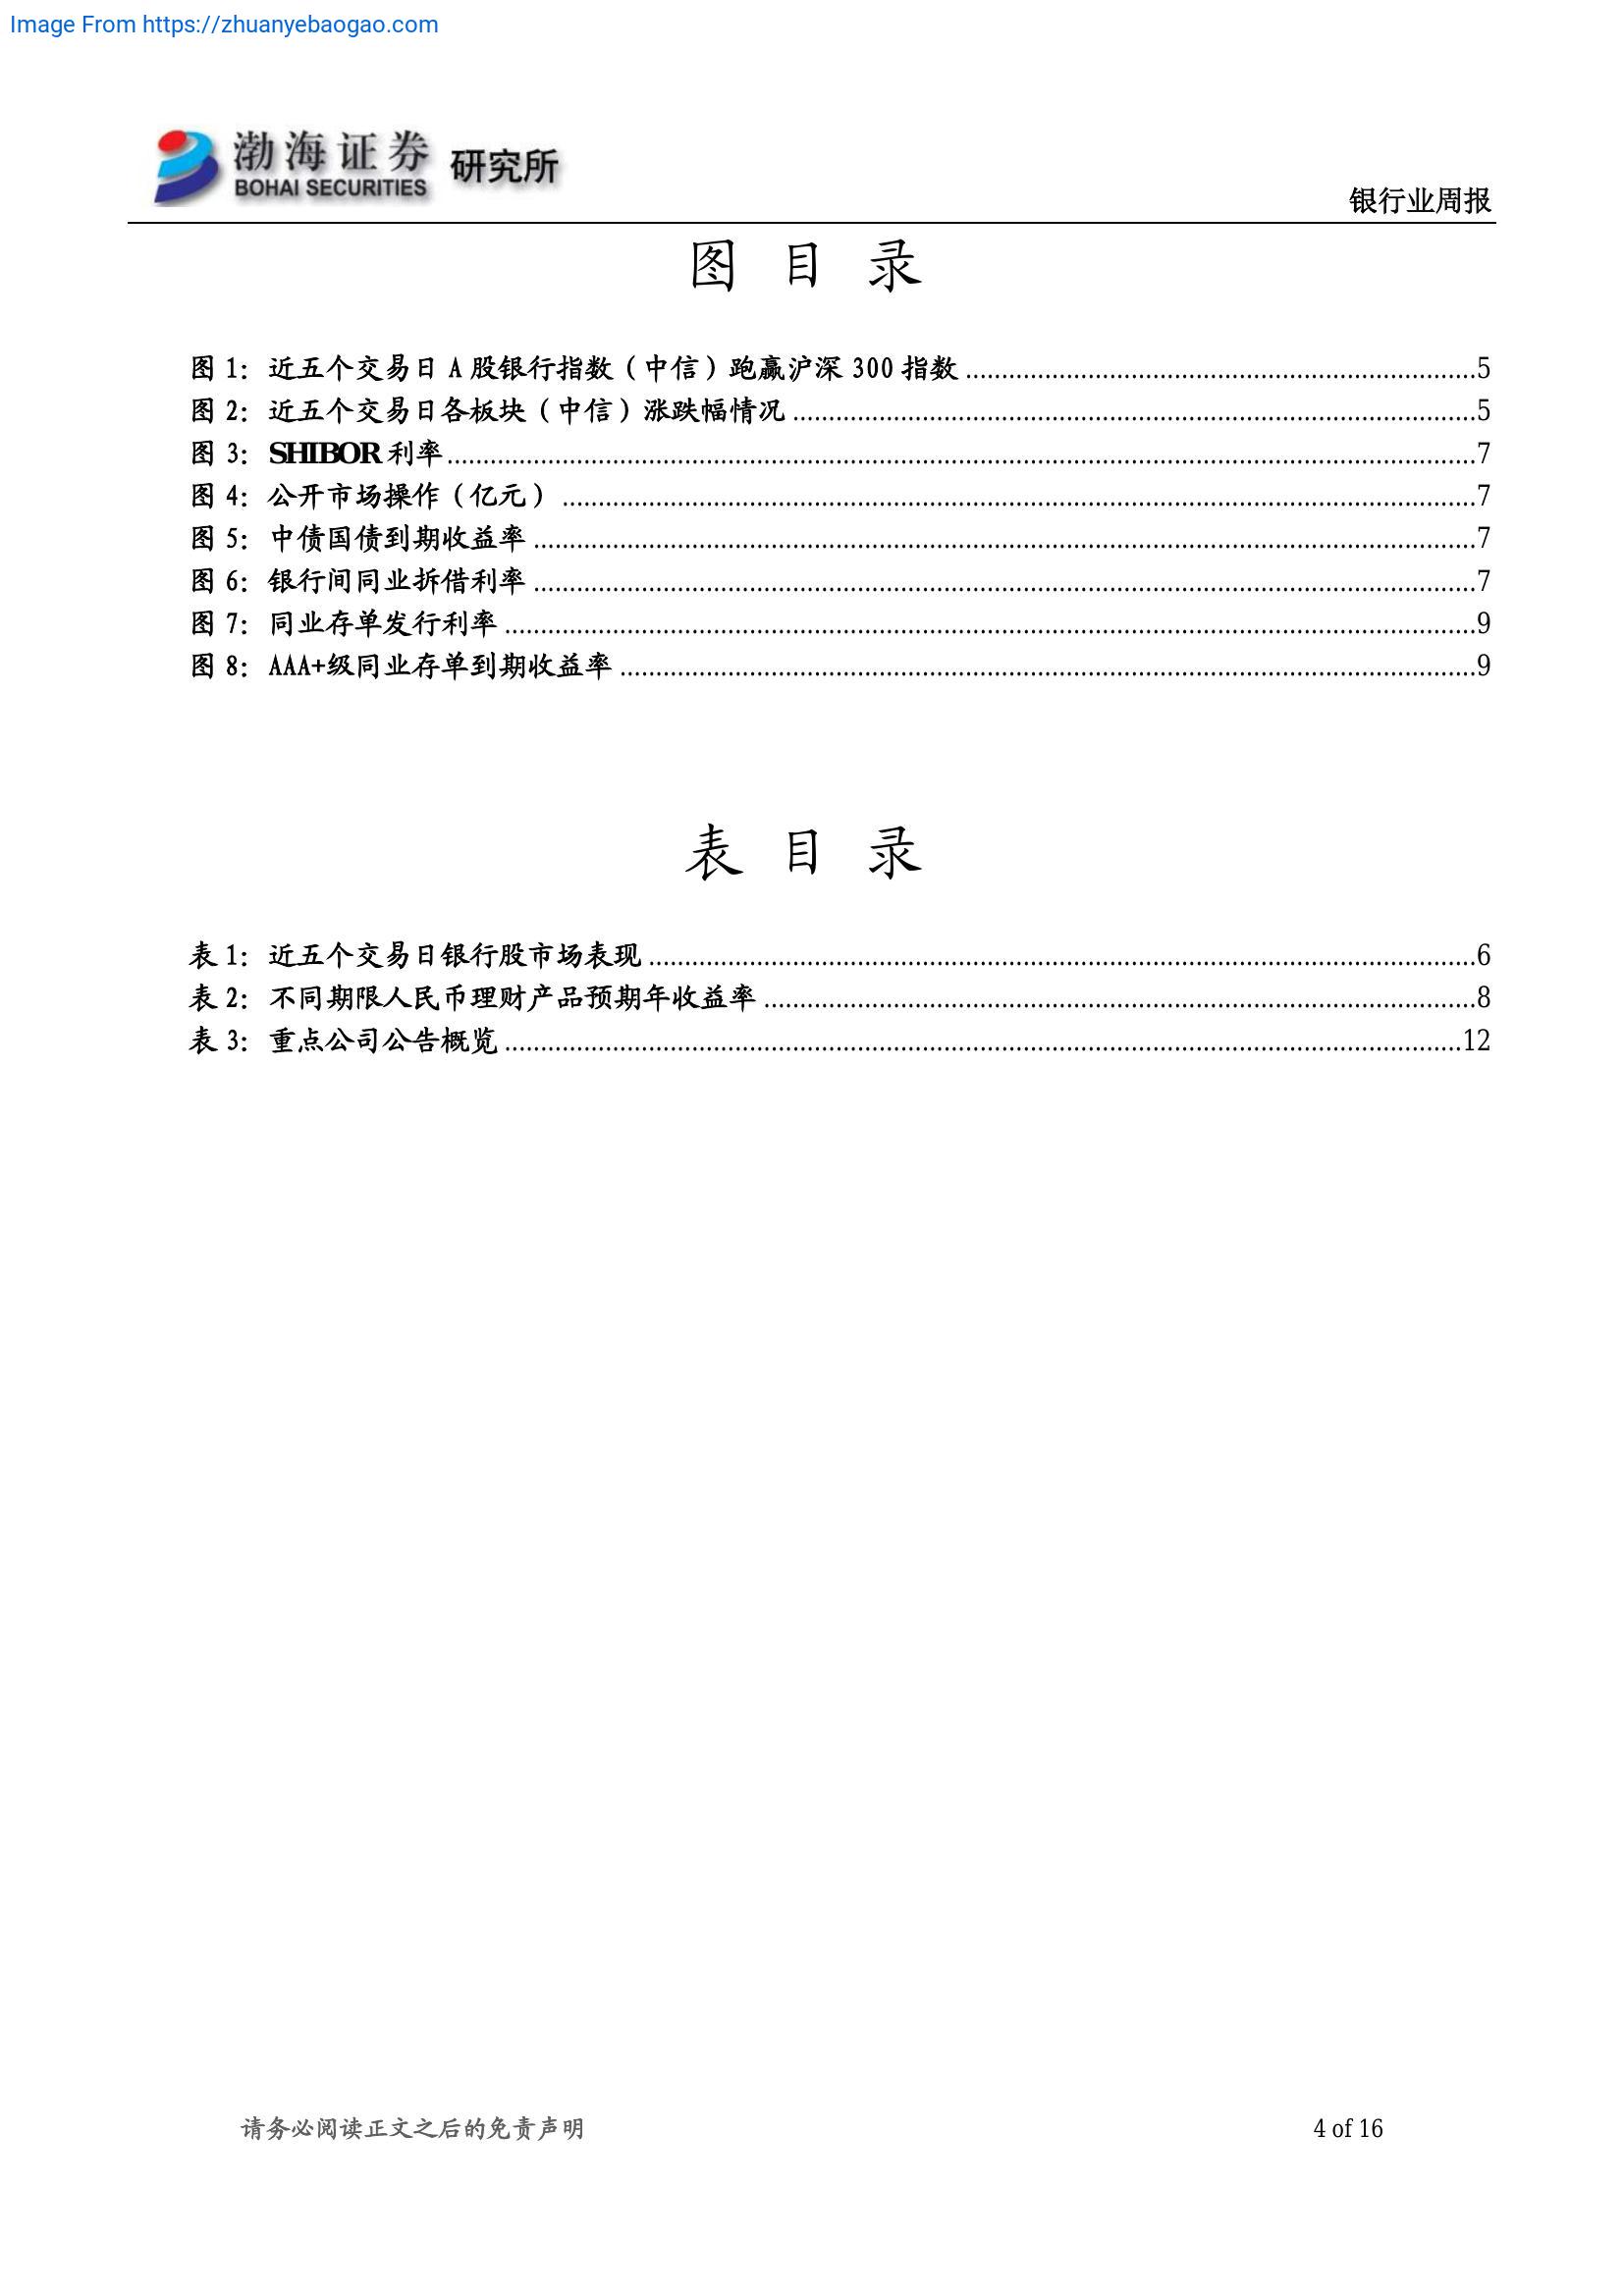 Image From https://zhuanyebaogao.com
渤海证券 研究所
BOHAI SECURITIES
银行业周报
图 目 录
图 1：近五个交易日 A 股银行指数（中信）跑赢沪深 300 指数........................................5
图 2：近五个交易日各板块（中信）涨跌幅情况........................................5
图 3：SHIBOR 利率........................................7
图 4：公开市场操作（亿元）........................................7
图 5：中债国债到期收益率........................................7
图 6：银行间同业拆借利率........................................7
图 7：同业存单发行利率........................................9
图 8：AAA+级同业存单到期收益率........................................9
表 目 录
表 1：近五个交易日银行股市场表现........................................6
表 2：不同期限人民币理财产品预期年收益率........................................8
表 3：重点公司公告概览........................................12
请务必阅读正文之后的免责声明 4 of 16